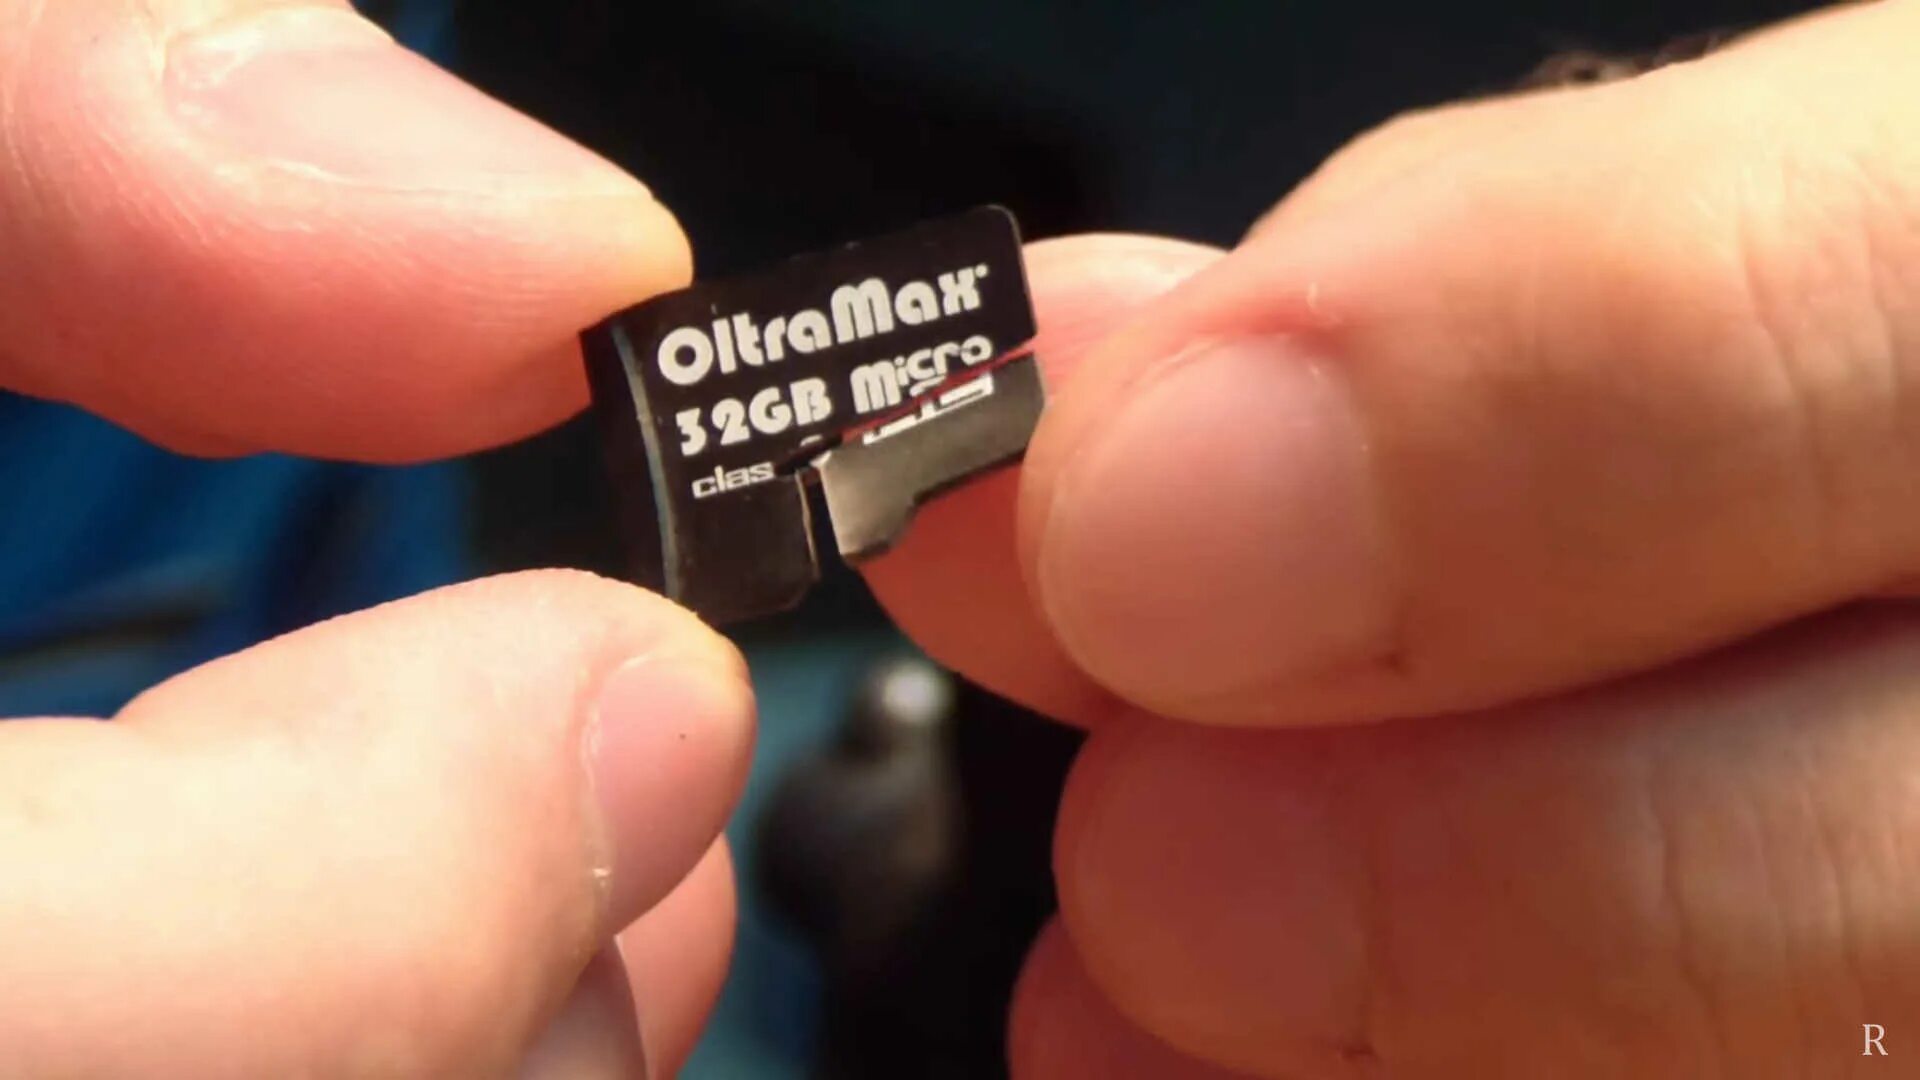 OltraMax
32GB Micro
clas
R